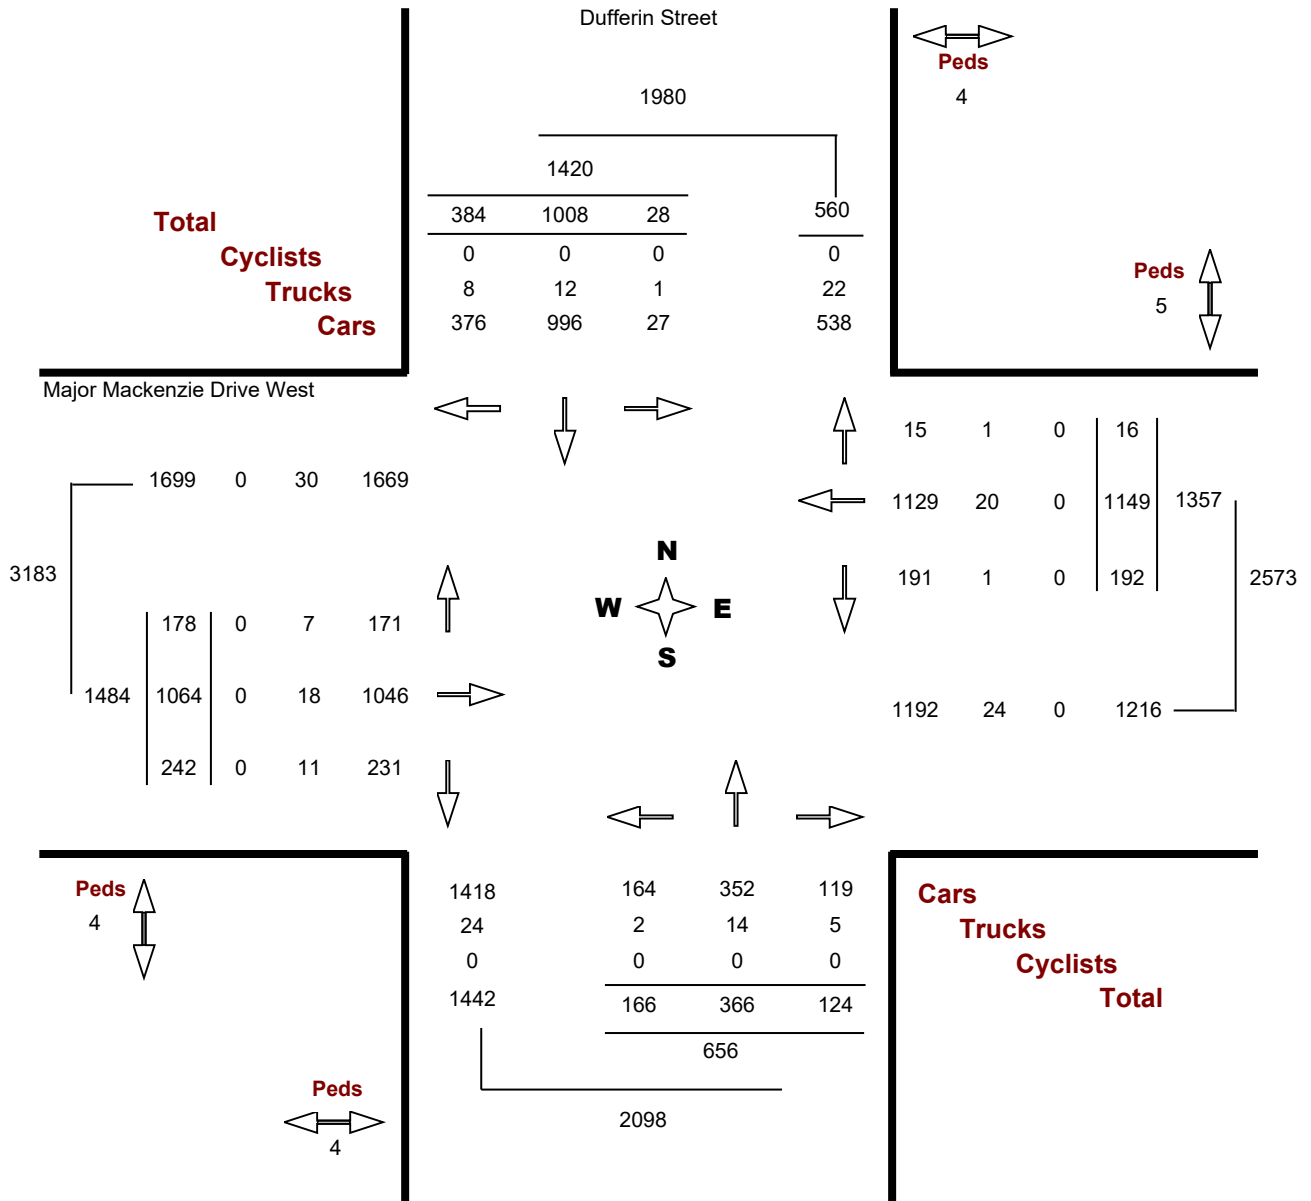 Dufferin Street
Peds
4
1980
1420
384 1008 28 560
Total
0 0 0 0
Cyclists
8 12 1 22
Trucks
376 996 27 538
Cars
Peds
5
Major Mackenzie Drive West
15 1 0 16
1699 0 30 1669
1129 20 0 1149 1357
N
3183
191 1 0 192 2573
W E
178 0 7 171
S
1484 1064 0 18 1046
1192 24 0 1216
242 0 11 231
Peds
4
1418 164 352 119
24 2 14 5
0 0 0 0
1442 166 366 124
Cars
Trucks
Cyclists
Total
656
Peds
4
2098